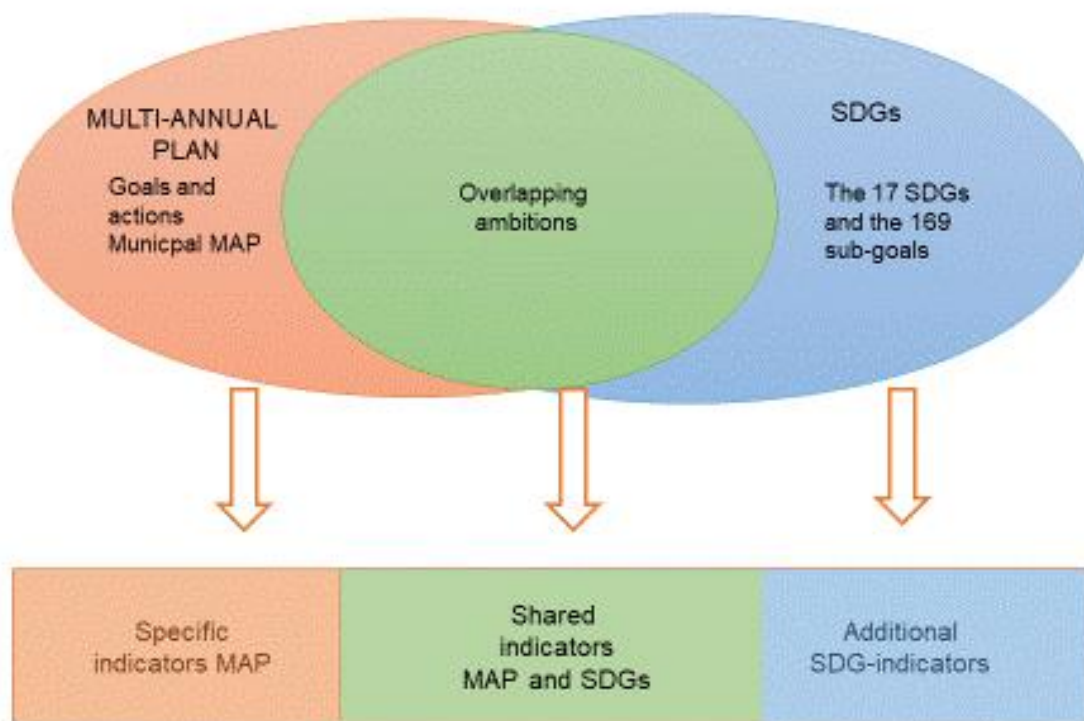 MULTI-ANNUAL
PLAN
Goals and
actions
Municpal MAP
Overlapping
ambitions
SDGs
The 17 SDGs
and the 169
sub-goals
Specific
indicators MAP
Shared
indicators
MAP and SDGs
Additional
SDG-indicators